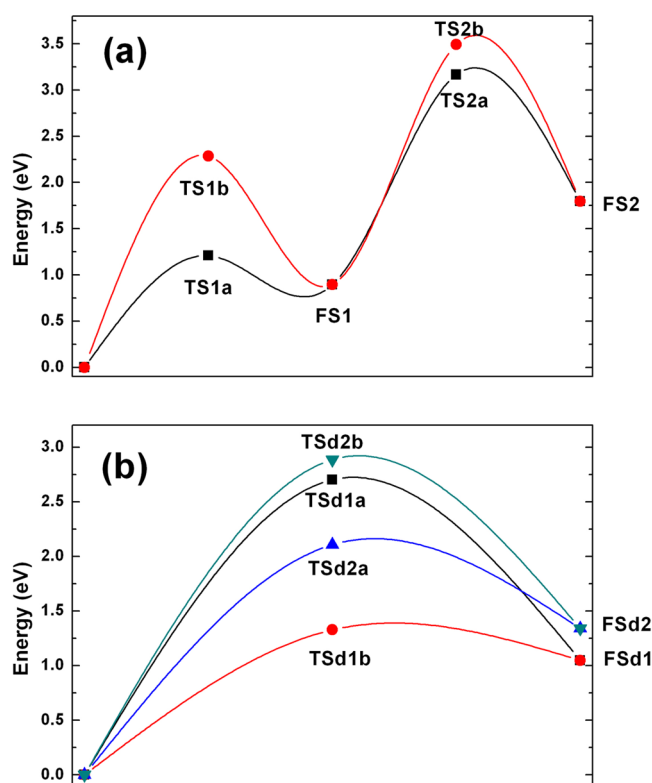 (a)
Energy (eV)
3.5
3.0
2.5
2.0
1.5
1.0
0.5
0.0
TS2b
TS2a
TS1b
TS1a
FS1
FS2
(b)
Energy (eV)
3.0
2.5
2.0
1.5
1.0
0.5
0.0
TSd2b
TSd1a
TSd2a
TSd1b
FSd2
FSd1